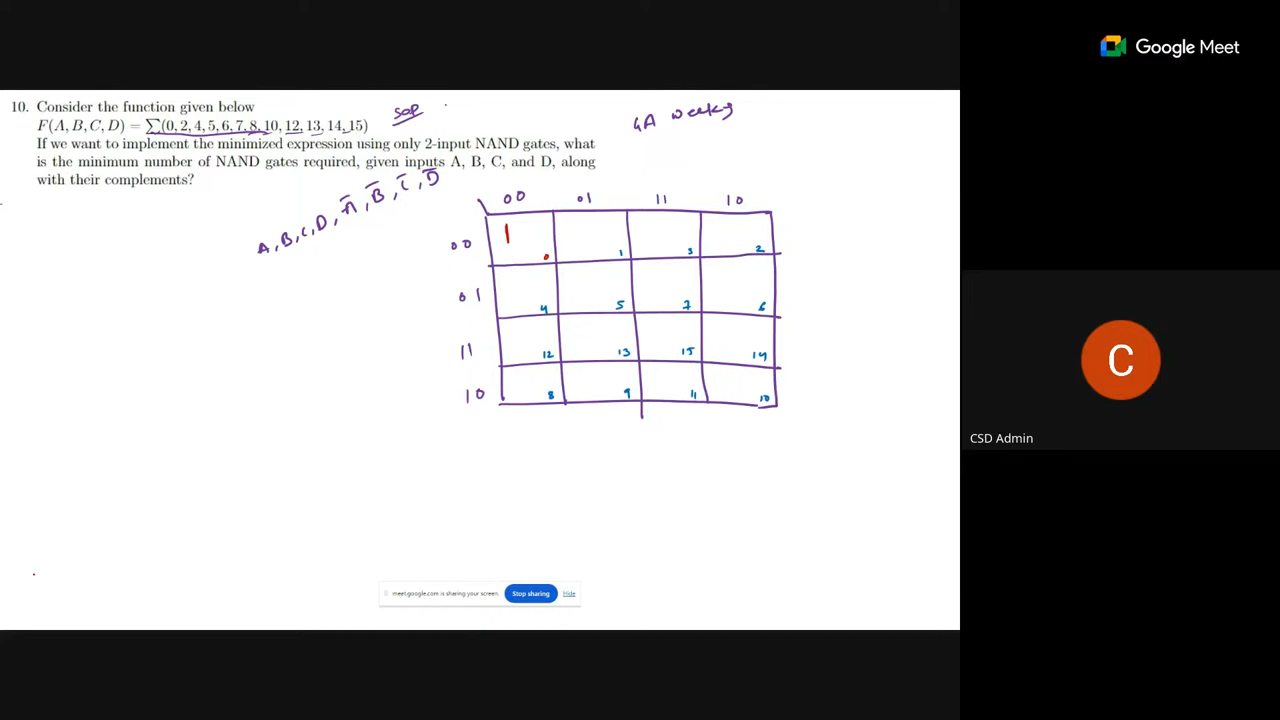 Google Meet
10. Consider the function given below
F(A, B, C, D) = ∑(0, 2, 4, 5, 6, 7, 8, 10, 12, 13, 14, 15)
SOP
GA week 9
If we want to implement the minimized expression using only 2-input NAND gates, what
is the minimum number of NAND gates required, given inputs A, B, C, and D, along
with their complements?
A, B, C, D, A̅, B̅, C̅, D̅
00 01 11 10
00 1 0 1 3 2
01 4 5 7 6
11 12 13 15 14
10 8 9 11 10
C
CSD Admin
meet.google.com is sharing your screen. Stop sharing Hide